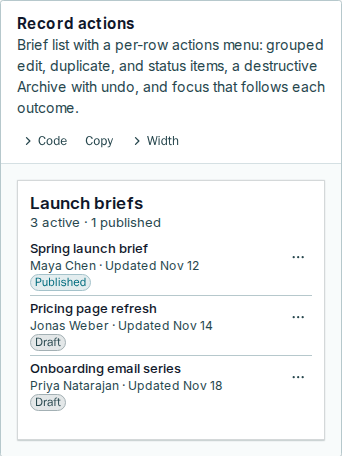 Record actions
Brief list with a per-row actions menu: grouped
edit, duplicate, and status items, a destructive
Archive with undo, and focus that follows each
outcome.
Code Copy Width
Launch briefs
3 active · 1 published
Spring launch brief
Maya Chen · Updated Nov 12
Published
Pricing page refresh
Jonas Weber · Updated Nov 14
Draft
Onboarding email series
Priya Natarajan · Updated Nov 18
Draft